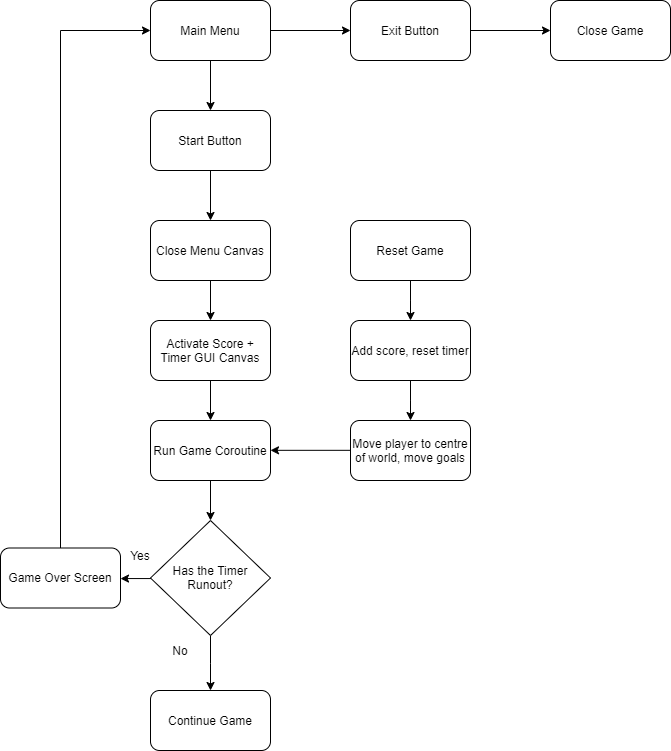 Main Menu
Exit Button
Close Game
Start Button
Close Menu Canvas
Reset Game
Activate Score +
Timer GUI Canvas
Add score, reset timer
Run Game Coroutine
Move player to centre
of world, move goals
Yes
Has the Timer
Runout?
Game Over Screen
No
Continue Game